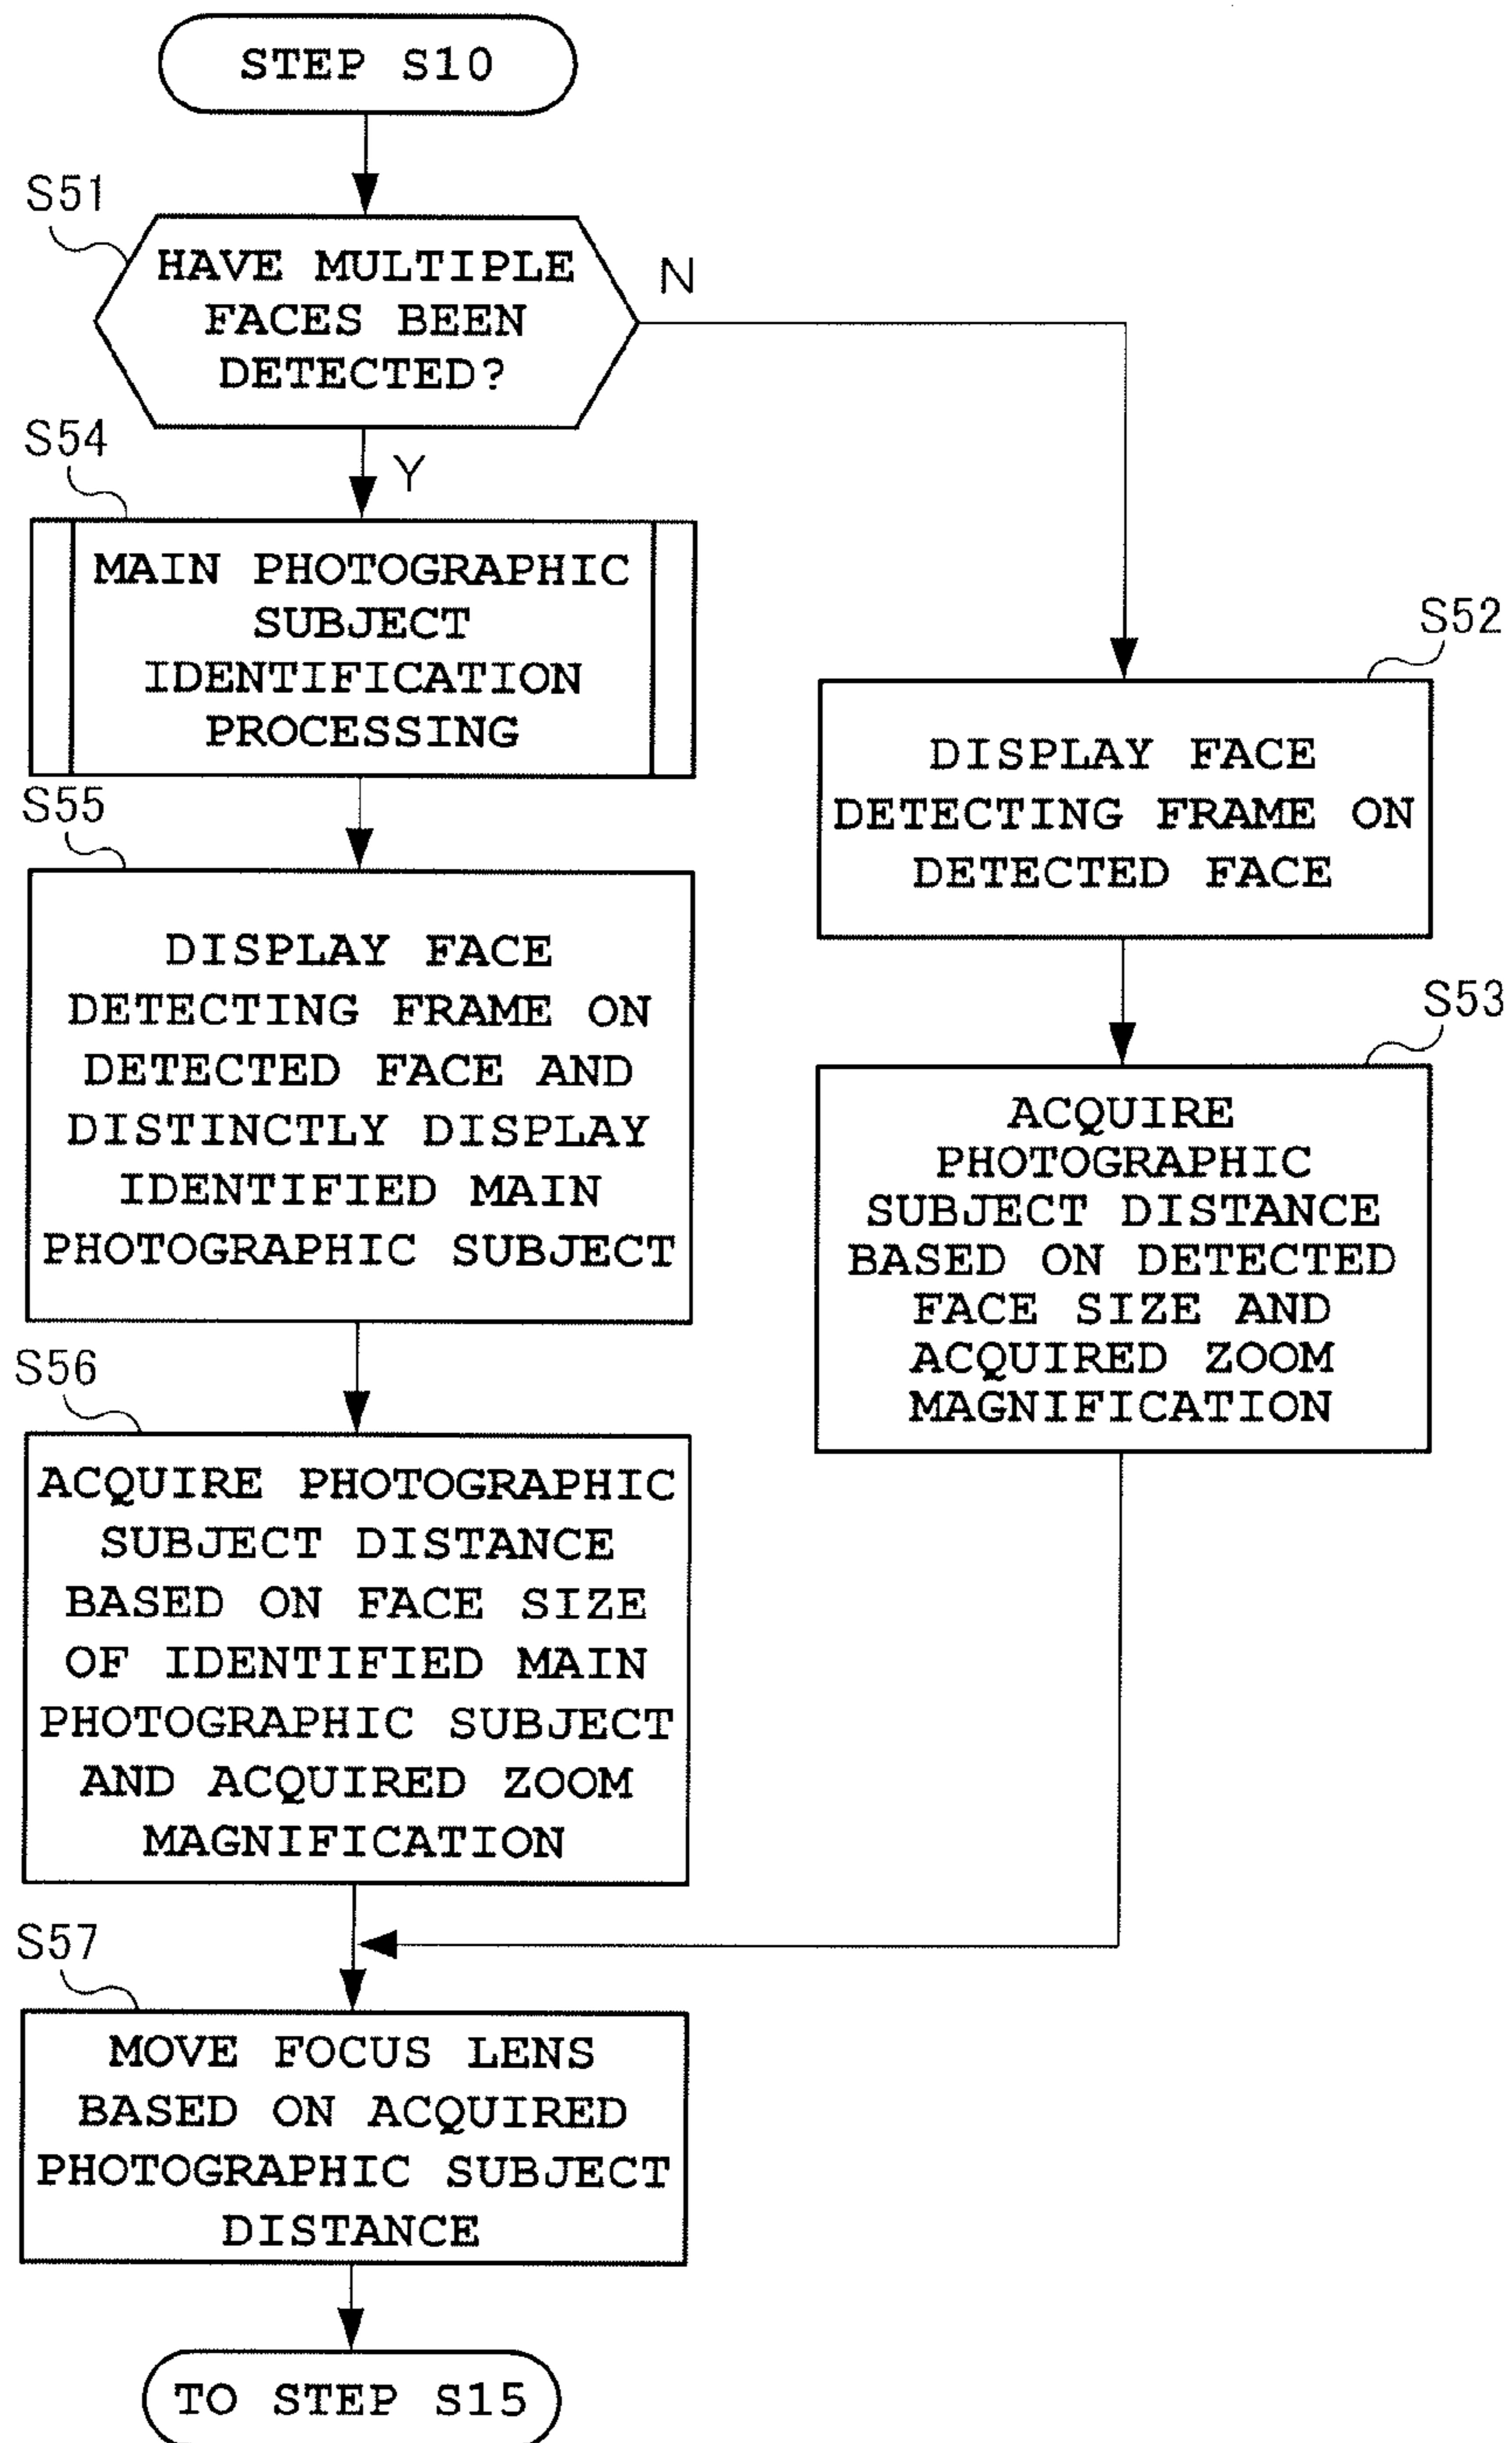 STEP S10
S51
HAVE MULTIPLE
FACES BEEN
DETECTED?
N
Y
S54
MAIN PHOTOGRAPHIC
SUBJECT
IDENTIFICATION
PROCESSING
S55
DISPLAY FACE
DETECTING FRAME ON
DETECTED FACE AND
DISTINCTLY DISPLAY
IDENTIFIED MAIN
PHOTOGRAPHIC SUBJECT
S56
ACQUIRE PHOTOGRAPHIC
SUBJECT DISTANCE
BASED ON FACE SIZE
OF IDENTIFIED MAIN
PHOTOGRAPHIC SUBJECT
AND ACQUIRED ZOOM
MAGNIFICATION
S52
DISPLAY FACE
DETECTING FRAME ON
DETECTED FACE
S53
ACQUIRE
PHOTOGRAPHIC
SUBJECT DISTANCE
BASED ON DETECTED
FACE SIZE AND
ACQUIRED ZOOM
MAGNIFICATION
S57
MOVE FOCUS LENS
BASED ON ACQUIRED
PHOTOGRAPHIC SUBJECT
DISTANCE
TO STEP S15